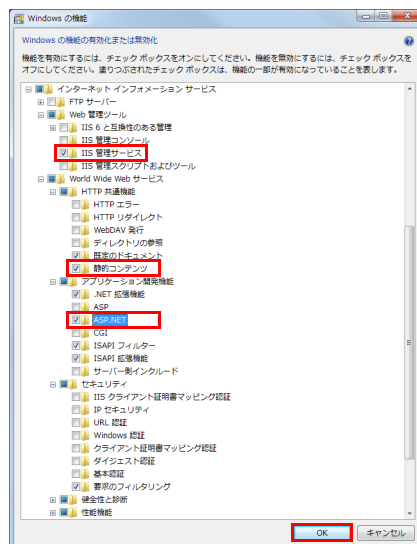 Windows の機能
Windows の機能の有効化または無効化
機能を有効にするには、チェック ボックスをオンにしてください。機能を無効にするには、チェック ボックスを
オフにしてください。塗りつぶされたチェック ボックスは、機能の一部が有効になっていることを表します。
インターネット インフォメーション サービス
FTP サーバー
Web 管理ツール
IIS 6 と互換性のある管理
IIS 管理コンソール
IIS 管理サービス
IIS 管理スクリプトおよびツール
World Wide Web サービス
HTTP 共通機能
HTTP エラー
HTTP リダイレクト
WebDAV 発行
ディレクトリの参照
既定のドキュメント
静的コンテンツ
アプリケーション開発機能
.NET 拡張機能
ASP
ASP.NET
CGI
ISAPI フィルター
ISAPI 拡張機能
サーバー側インクルード
セキュリティ
IIS クライアント証明書マッピング認証
IP セキュリティ
URL 認証
Windows 認証
クライアント証明書マッピング認証
ダイジェスト認証
基本認証
要求のフィルタリング
健全性と診断
性能機能
OK キャンセル